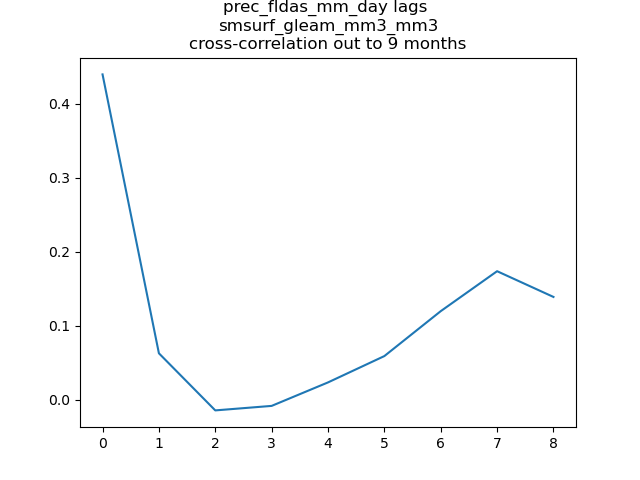 prec_fldas_mm_day lags
smsurf_gleam_mm3_mm3
cross-correlation out to 9 months
0.4
0.3
0.2
0.1
0.0
0 1 2 3 4 5 6 7 8